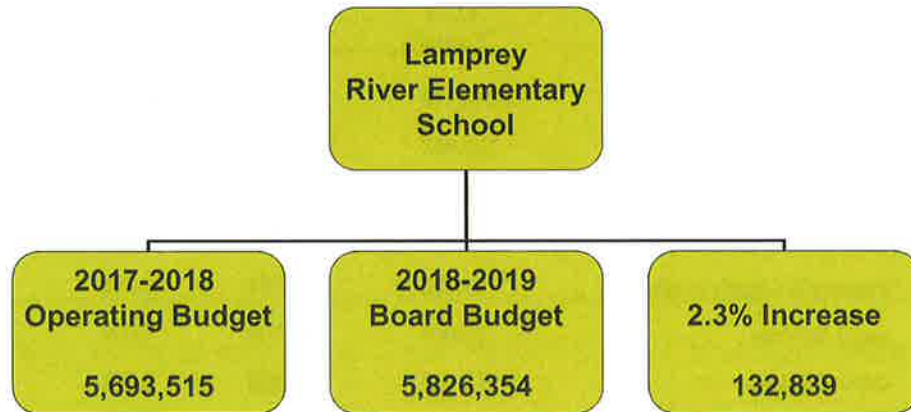 Lamprey
River Elementary
School
2017-2018
Operating Budget
5,693,515
2018-2019
Board Budget
5,826,354
2.3% Increase
132,839